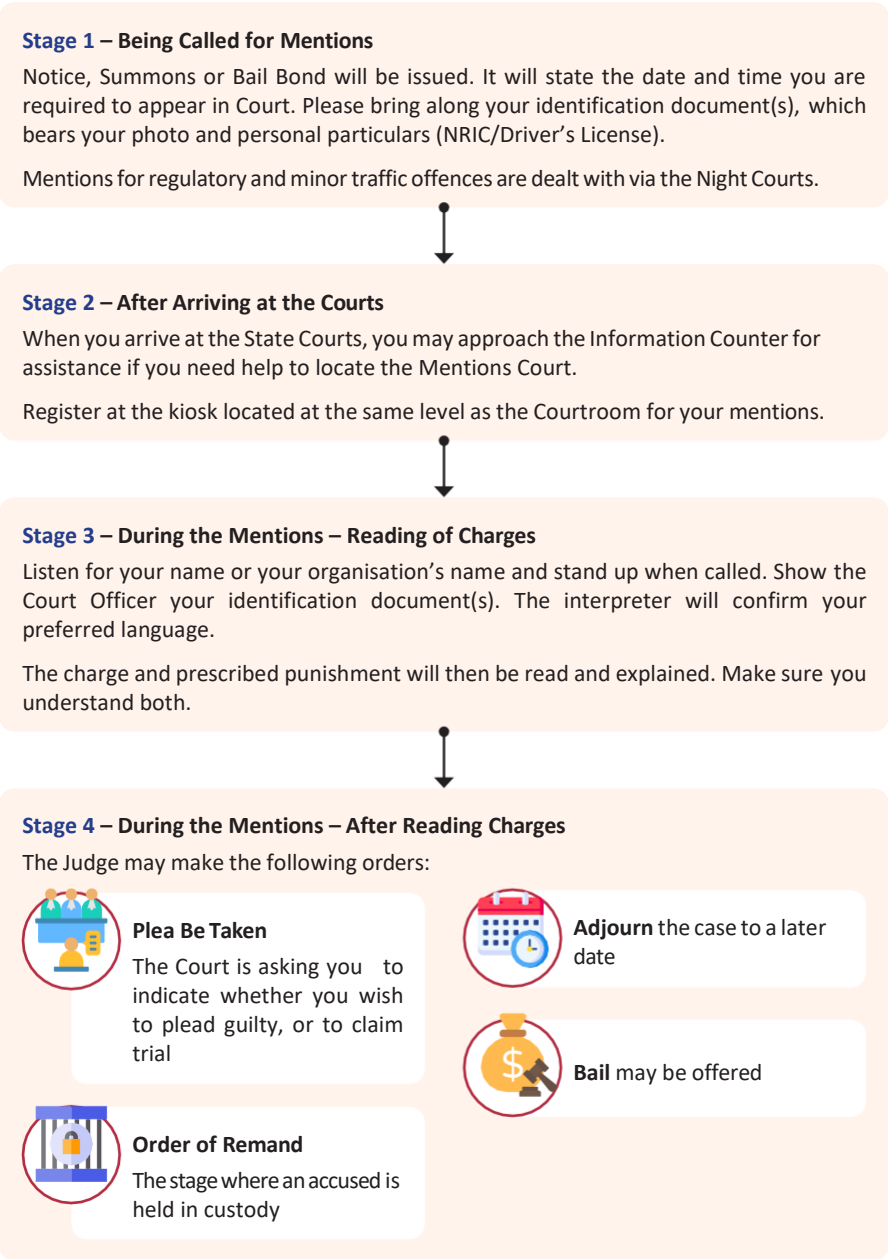 Stage 1 – Being Called for Mentions
Notice, Summons or Bail Bond will be issued. It will state the date and time you are
required to appear in Court. Please bring along your identification document(s), which
bears your photo and personal particulars (NRIC/Driver’s License).
Mentions for regulatory and minor traffic offences are dealt with via the Night Courts.
Stage 2 – After Arriving at the Courts
When you arrive at the State Courts, you may approach the Information Counter for
assistance if you need help to locate the Mentions Court.
Register at the kiosk located at the same level as the Courtroom for your mentions.
Stage 3 – During the Mentions – Reading of Charges
Listen for your name or your organisation’s name and stand up when called. Show the
Court Officer your identification document(s). The interpreter will confirm your
preferred language.
The charge and prescribed punishment will then be read and explained. Make sure you
understand both.
Stage 4 – During the Mentions – After Reading Charges
The Judge may make the following orders:
Plea Be Taken
The Court is asking you to
indicate whether you wish
to plead guilty, or to claim
trial
Order of Remand
The stage where an accused is
held in custody
Adjourn the case to a later
date
$
Bail may be offered